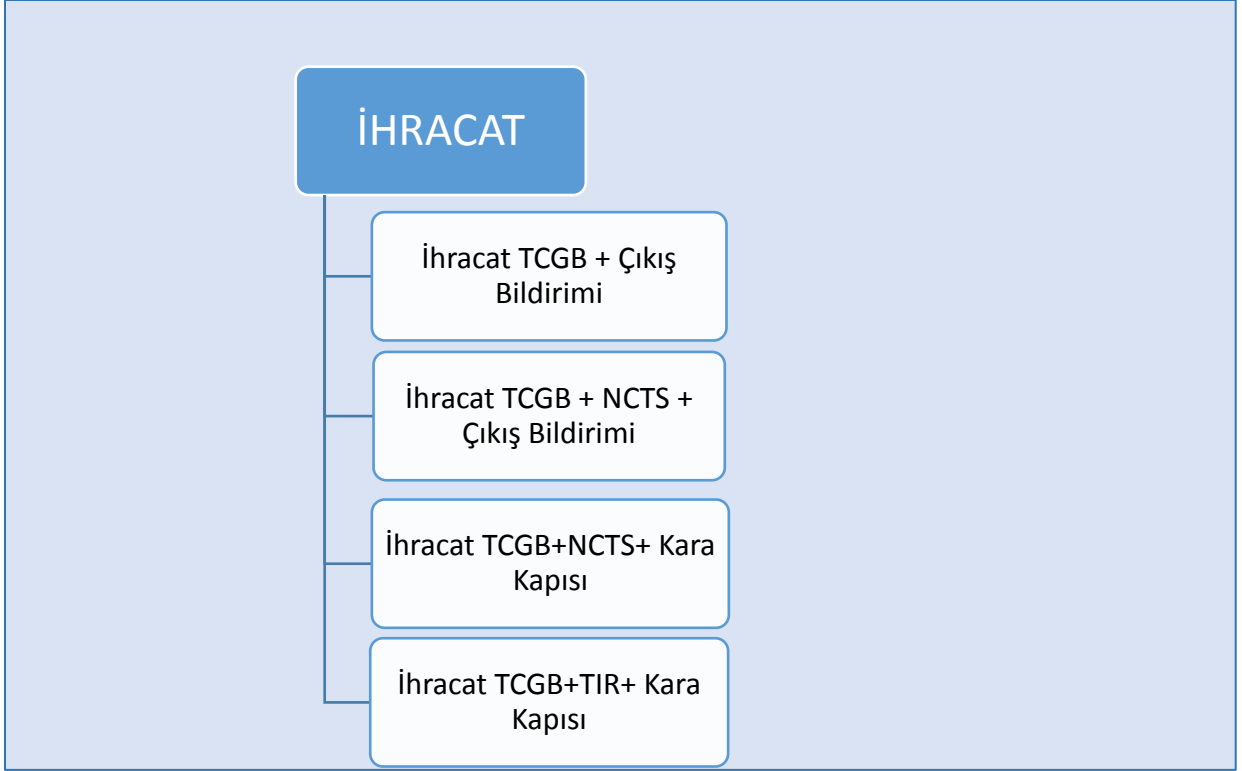 İHRACAT
İhracat TCGB + Çıkış
Bildirimi
İhracat TCGB + NCTS +
Çıkış Bildirimi
İhracat TCGB+NCTS+ Kara
Kapısı
İhracat TCGB+TIR+ Kara
Kapısı